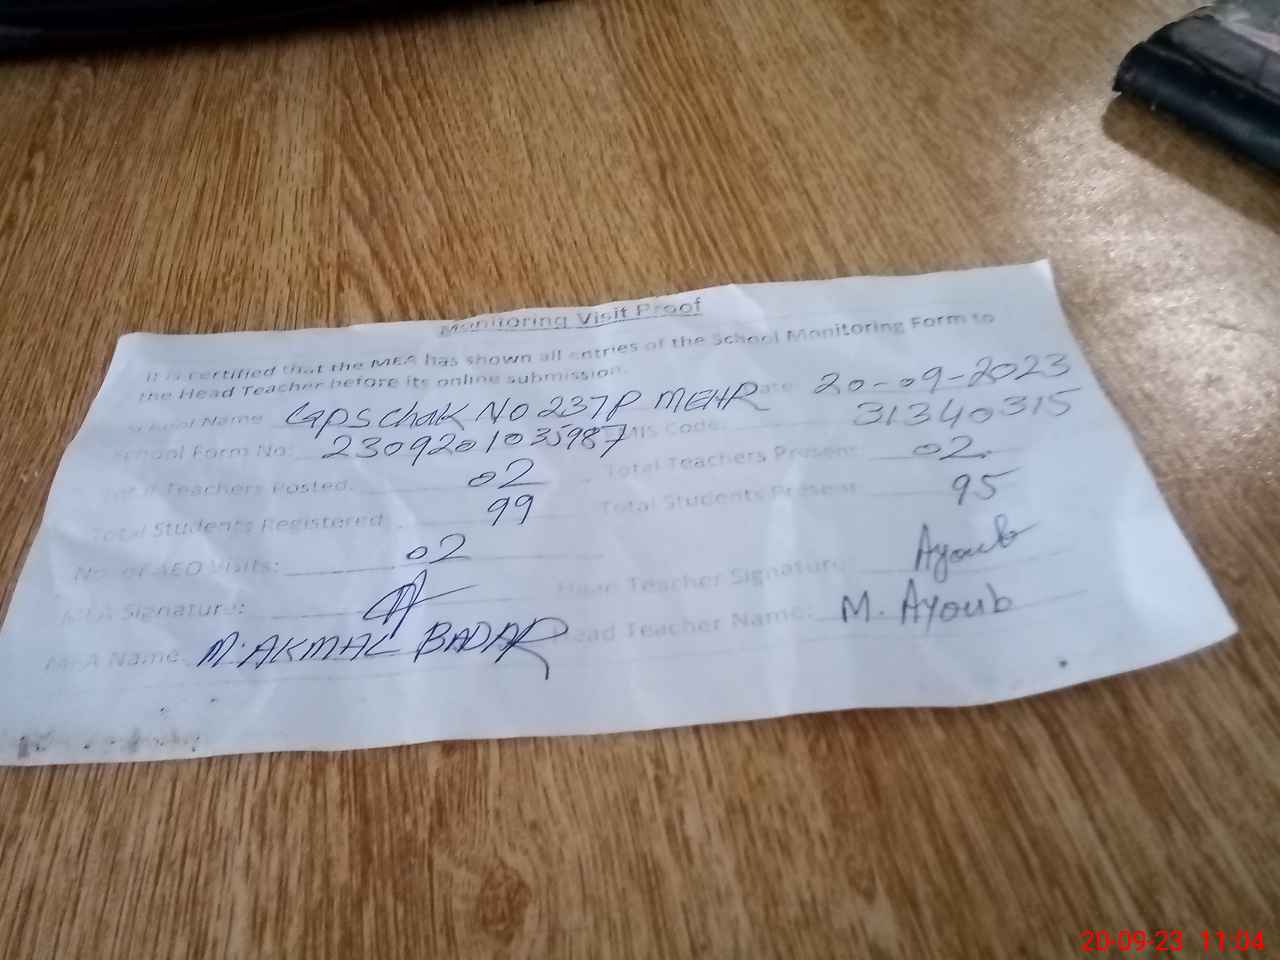 Monitoring Visit Proof
It is certified that the MEA has shown all entries of the School Monitoring Form to
the Head Teacher before its online submission.
School Name GPS Chak No 237P MEHR Date: 20-09-2023
School Form No: 2309201035987 EMIS Code: 31340315
Total Teachers Posted: 02 Total Teachers Present: 02
Total Students Registered: 99 Total Students Present: 95
No. of AEO Visits: 02
MEA Signature: Head Teacher Signature: Ayoub
MEA Name M. AKMAL BADAR Head Teacher Name: M. Ayoub
20-09-23 11:04